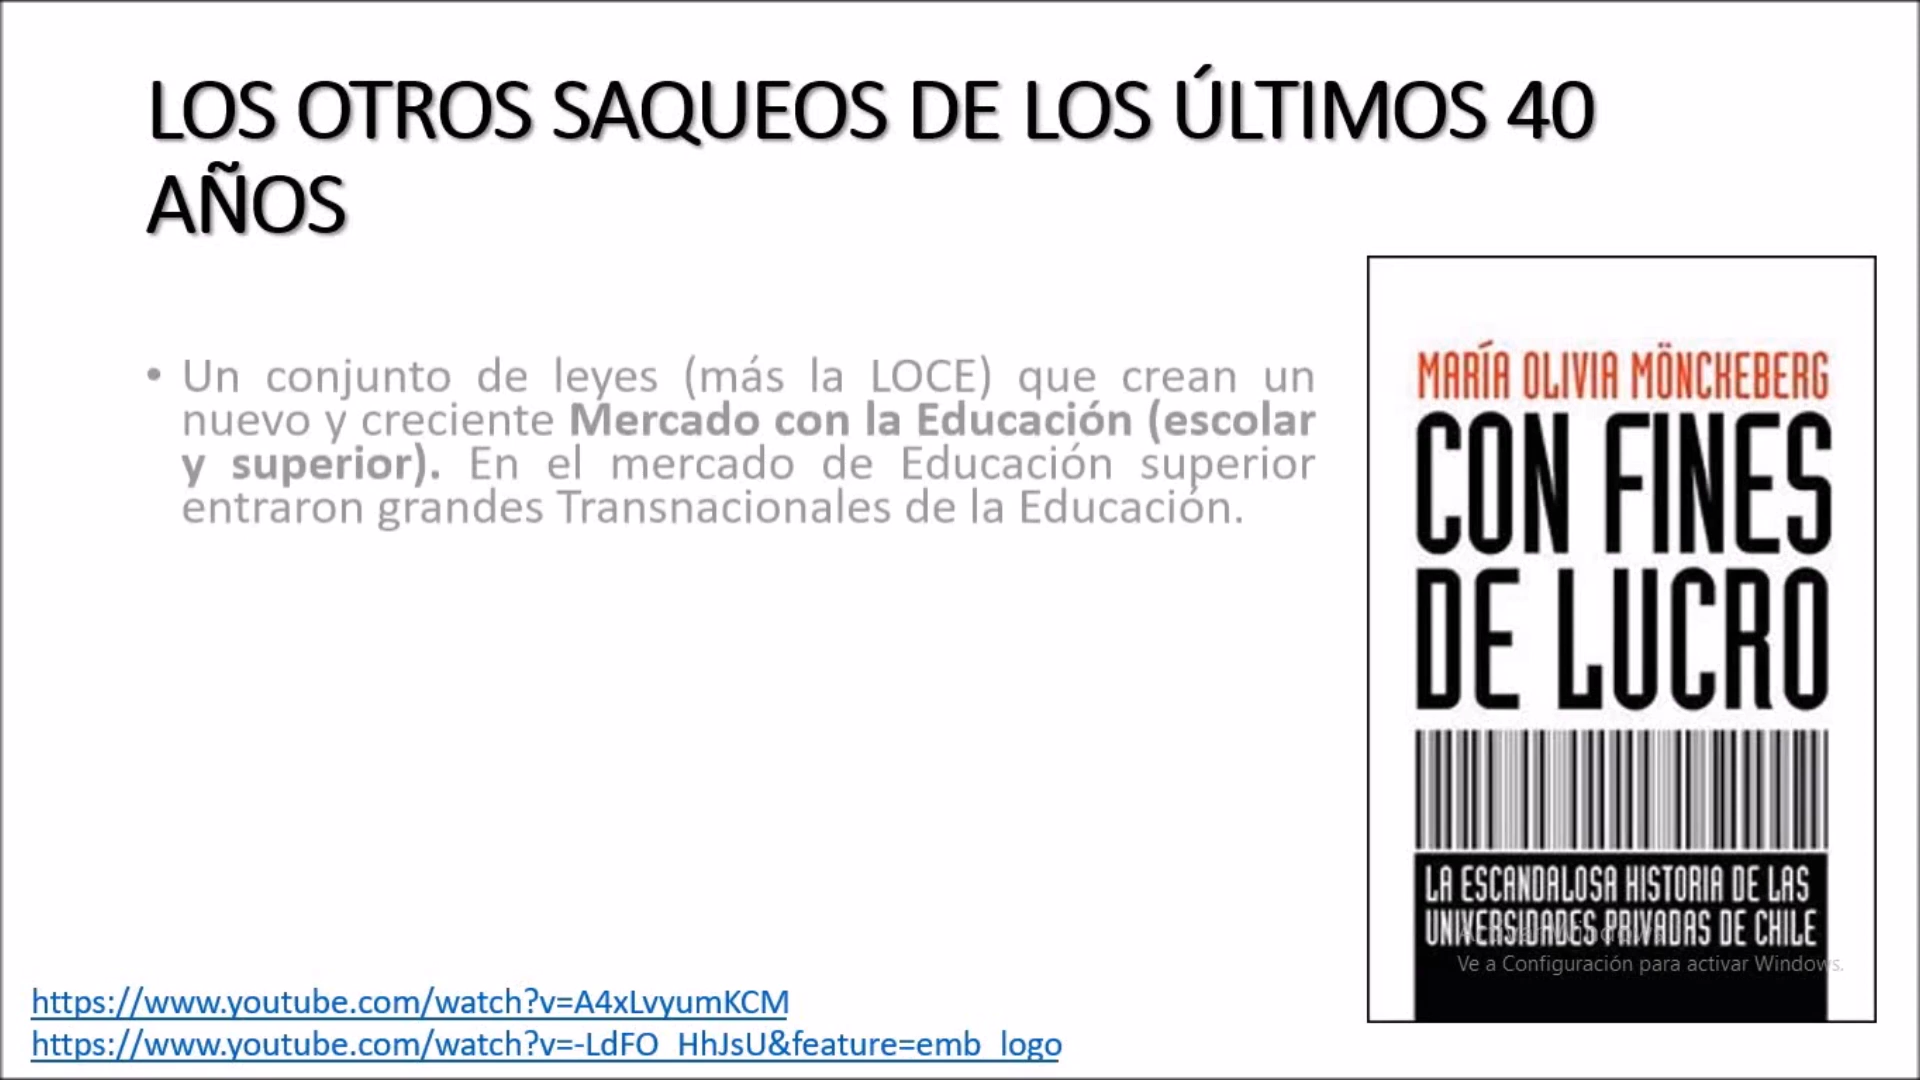 LOS OTROS SAQUEOS DE LOS ÚLTIMOS 40
AÑOS
• Un conjunto de leyes (más la LOCE) que crean un
nuevo y creciente Mercado con la Educación (escolar
y superior). En el mercado de Educación superior
entraron grandes Transnacionales de la Educación.
MARÍA OLIVIA MÖNCKEBERG
CON FINES
DE LUCRO
LA ESCANDALOSA HISTORIA DE LAS
UNIVERSIDADES PRIVADAS DE CHILE
Ve a Configuración para activar Windows.
https://www.youtube.com/watch?v=A4xLvyumKCM
https://www.youtube.com/watch?v=-LdFO_HhJsU&feature=emb_logo